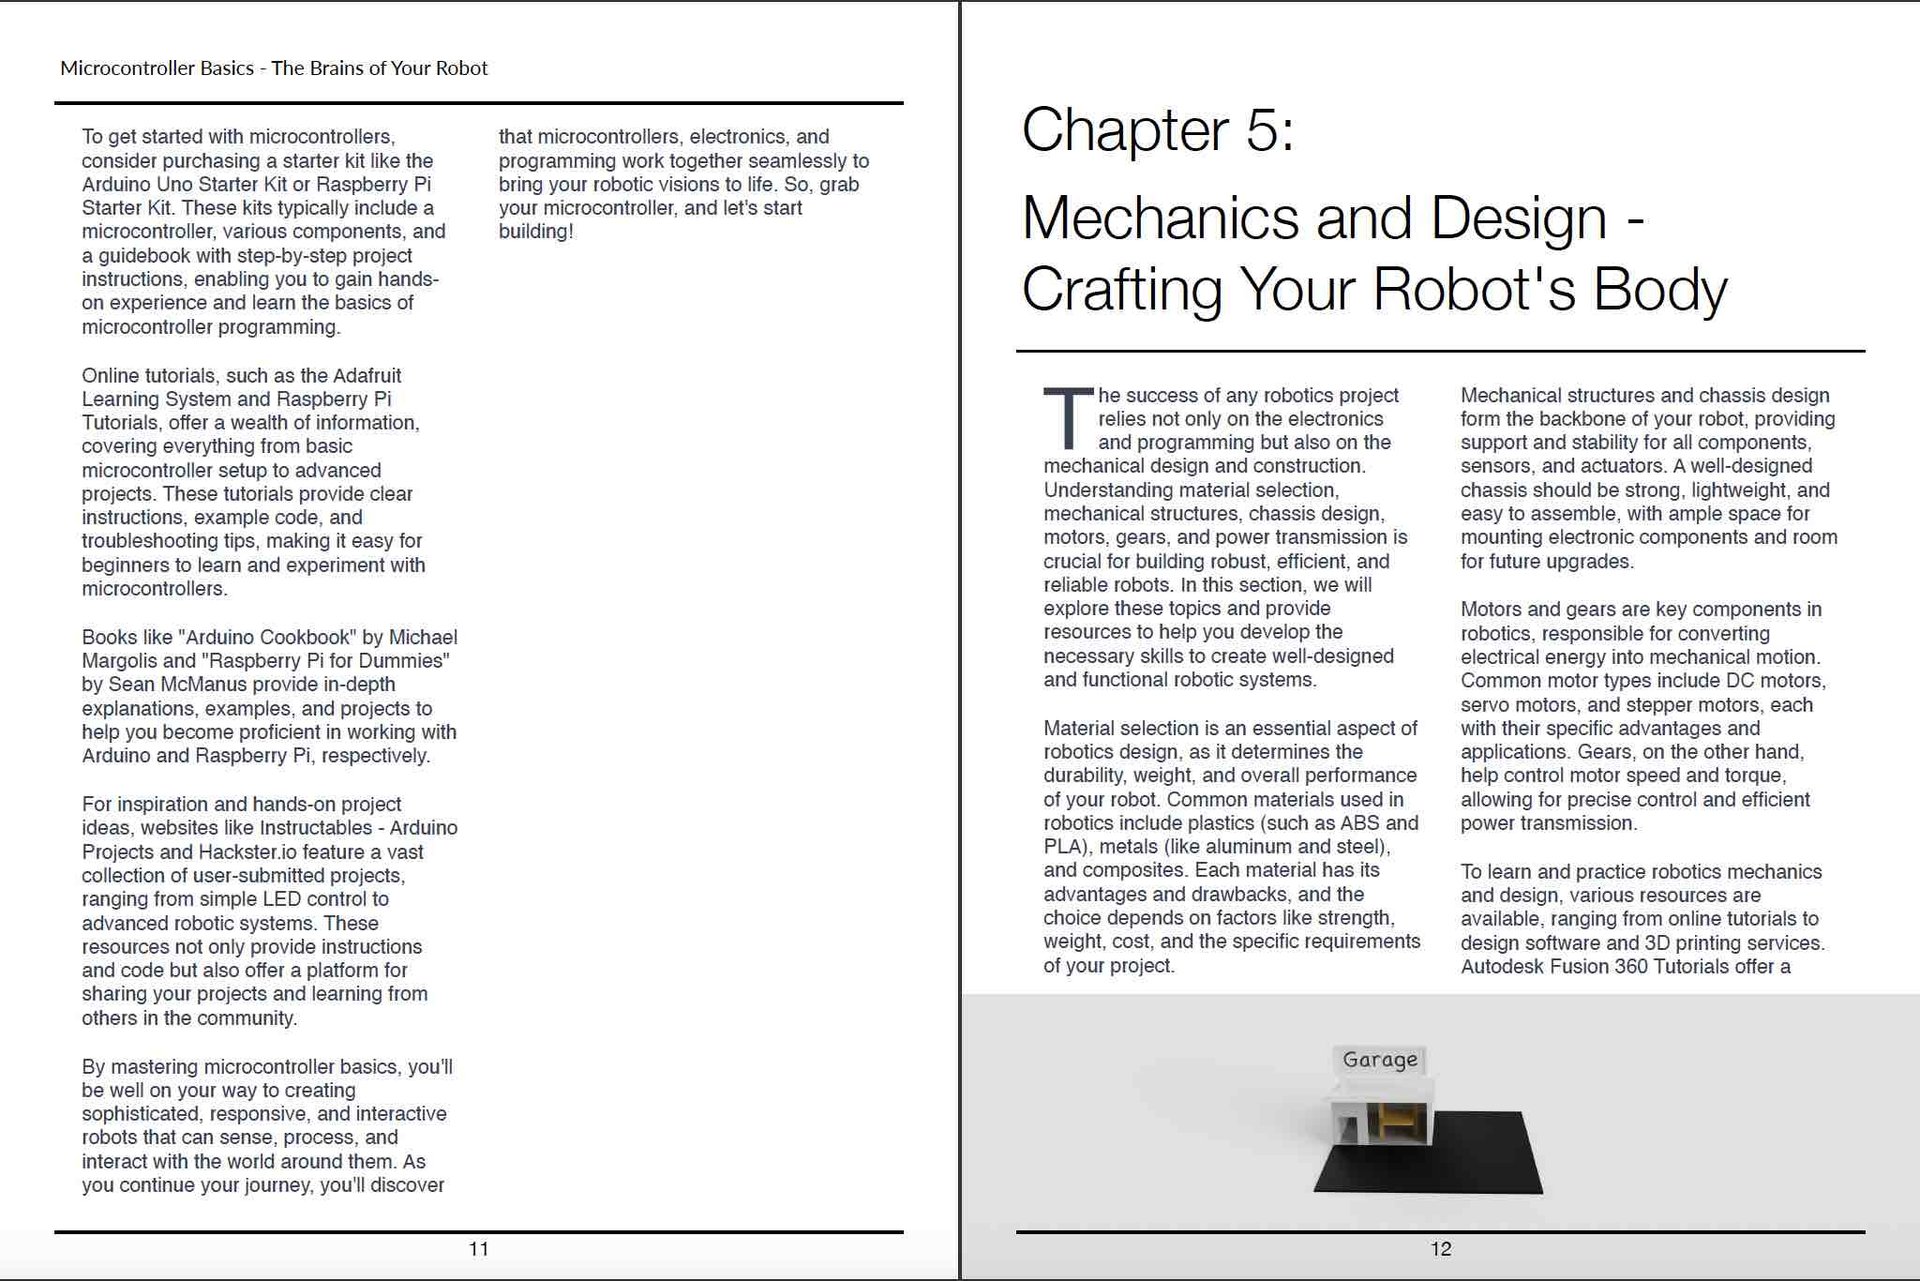 Microcontroller Basics - The Brains of Your Robot
To get started with microcontrollers,
consider purchasing a starter kit like the
Arduino Uno Starter Kit or Raspberry Pi
Starter Kit. These kits typically include a
microcontroller, various components, and
a guidebook with step-by-step project
instructions, enabling you to gain hands-
on experience and learn the basics of
microcontroller programming.
Online tutorials, such as the Adafruit
Learning System and Raspberry Pi
Tutorials, offer a wealth of information,
covering everything from basic
microcontroller setup to advanced
projects. These tutorials provide clear
instructions, example code, and
troubleshooting tips, making it easy for
beginners to learn and experiment with
microcontrollers.
Books like "Arduino Cookbook" by Michael
Margolis and "Raspberry Pi for Dummies"
by Sean McManus provide in-depth
explanations, examples, and projects to
help you become proficient in working with
Arduino and Raspberry Pi, respectively.
For inspiration and hands-on project
ideas, websites like Instructables - Arduino
Projects and Hackster.io feature a vast
collection of user-submitted projects,
ranging from simple LED control to
advanced robotic systems. These
resources not only provide instructions
and code but also offer a platform for
sharing your projects and learning from
others in the community.
By mastering microcontroller basics, you'll
be well on your way to creating
sophisticated, responsive, and interactive
robots that can sense, process, and
interact with the world around them. As
you continue your journey, you'll discover
that microcontrollers, electronics, and
programming work together seamlessly to
bring your robotic visions to life. So, grab
your microcontroller, and let's start
building!
11
Chapter 5:
Mechanics and Design -
Crafting Your Robot's Body
The success of any robotics project
relies not only on the electronics
and programming but also on the
mechanical design and construction.
Understanding material selection,
mechanical structures, chassis design,
motors, gears, and power transmission is
crucial for building robust, efficient, and
reliable robots. In this section, we will
explore these topics and provide
resources to help you develop the
necessary skills to create well-designed
and functional robotic systems.
Material selection is an essential aspect of
robotics design, as it determines the
durability, weight, and overall performance
of your robot. Common materials used in
robotics include plastics (such as ABS and
PLA), metals (like aluminum and steel),
and composites. Each material has its
advantages and drawbacks, and the
choice depends on factors like strength,
weight, cost, and the specific requirements
of your project.
Mechanical structures and chassis design
form the backbone of your robot, providing
support and stability for all components,
sensors, and actuators. A well-designed
chassis should be strong, lightweight, and
easy to assemble, with ample space for
mounting electronic components and room
for future upgrades.
Motors and gears are key components in
robotics, responsible for converting
electrical energy into mechanical motion.
Common motor types include DC motors,
servo motors, and stepper motors, each
with their specific advantages and
applications. Gears, on the other hand,
help control motor speed and torque,
allowing for precise control and efficient
power transmission.
To learn and practice robotics mechanics
and design, various resources are
available, ranging from online tutorials to
design software and 3D printing services.
Autodesk Fusion 360 Tutorials offer a
Garage
12